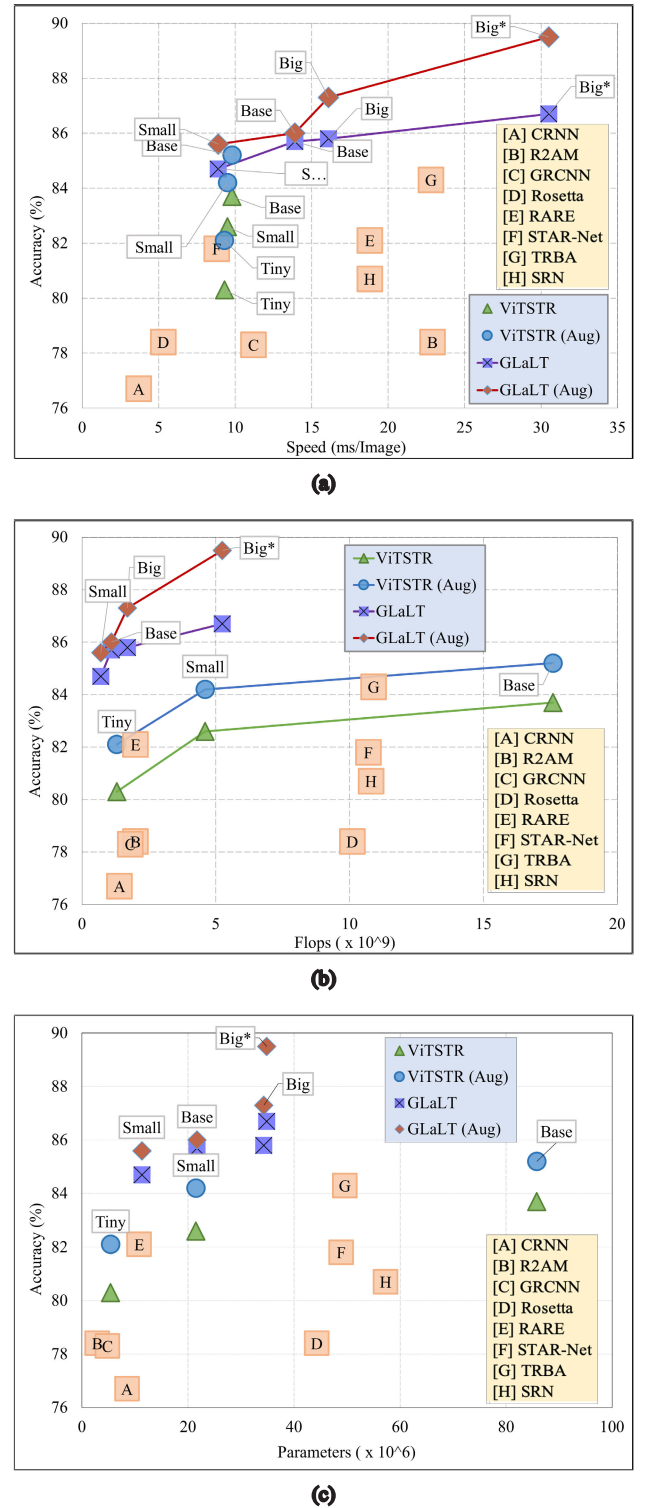 90
88
86
84
82
80
78
76
Accuracy (%)
0 5 10 15 20 25 30 35
Speed (ms/Image)
Big*
Big
Big*
Small
Base
Big
Base
Base
S...
Base
Small
Small
Tiny
Tiny
A
B
C
D
E
F
G
H
[A] CRNN
[B] R2AM
[C] GRCNN
[D] Rosetta
[E] RARE
[F] STAR-Net
[G] TRBA
[H] SRN
ViTSTR
ViTSTR (Aug)
GLaLT
GLaLT (Aug)
(a)
90
88
86
84
82
80
78
76
Accuracy (%)
0 5 10 15 20
Flops ( x 10^9)
Big*
Big
Small
Base
Small
Base
Tiny
A
B
C
D
E
F
G
H
ViTSTR
ViTSTR (Aug)
GLaLT
GLaLT (Aug)
[A] CRNN
[B] R2AM
[C] GRCNN
[D] Rosetta
[E] RARE
[F] STAR-Net
[G] TRBA
[H] SRN
(b)
90
88
86
84
82
80
78
76
Accuracy (%)
0 20 40 60 80 100
Parameters ( x 10^6)
Big*
Big
Small
Base
Small
Base
Tiny
A
B
C
D
E
F
G
H
ViTSTR
ViTSTR (Aug)
GLaLT
GLaLT (Aug)
[A] CRNN
[B] R2AM
[C] GRCNN
[D] Rosetta
[E] RARE
[F] STAR-Net
[G] TRBA
[H] SRN
(c)